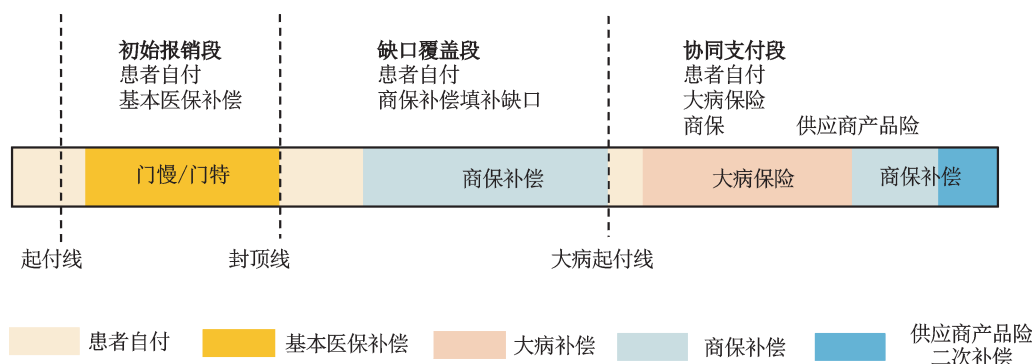 初始报销段
患者自付
基本医保补偿
缺口覆盖段
患者自付
商保补偿填补缺口
协同支付段
患者自付
大病保险
商保
供应商产品险
门慢/门特
商保补偿
大病保险
商保补偿
起付线
封顶线
大病起付线
患者自付
基本医保补偿
大病补偿
商保补偿
供应商产品险
二次补偿